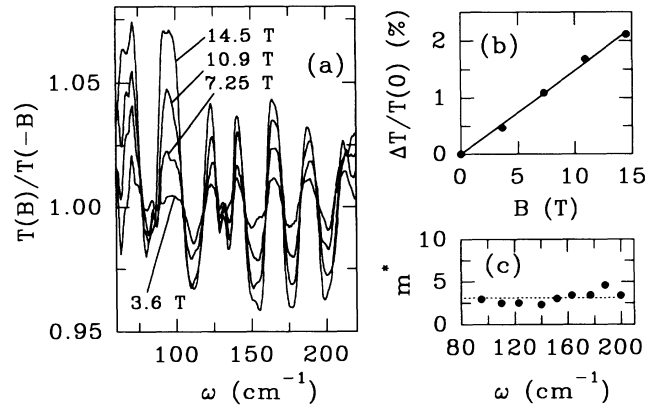 (a)
14.5 T
10.9 T
7.25 T
3.6 T
T(B)/T(−B)
1.05
1.00
0.95
100 150 200
ω (cm⁻¹)
(b)
ΔT/T(0) (%)
2
1
0
0 5 10 15
B (T)
(c)
m*
10
5
0
80 120 160 200
ω (cm⁻¹)